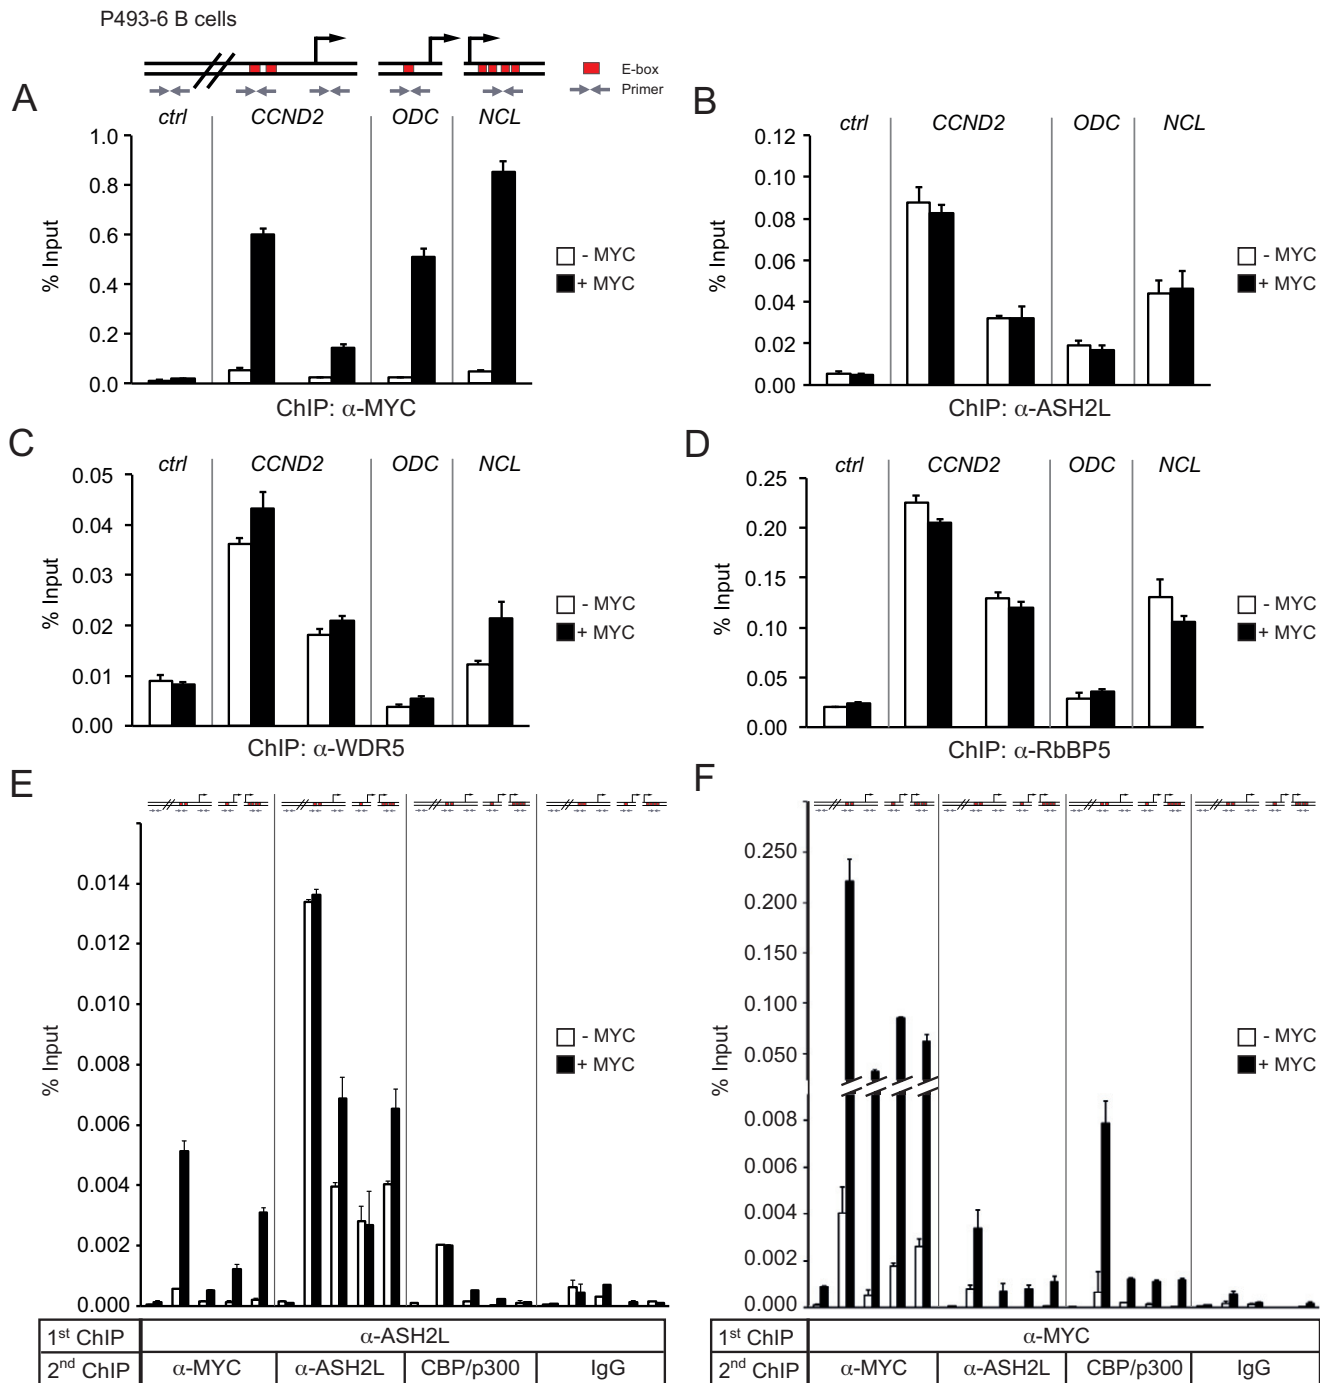 P493-6 B cells
E-box
Primer
A
ctrl CCND2 ODC NCL
1.0
0.8
0.6
0.4
0.2
0.0
% Input
- MYC
+ MYC
ChIP: α-MYC
B
ctrl CCND2 ODC NCL
0.12
0.10
0.08
0.06
0.04
0.02
0.00
% Input
- MYC
+ MYC
ChIP: α-ASH2L
C
ctrl CCND2 ODC NCL
0.05
0.04
0.03
0.02
0.01
0.00
% Input
- MYC
+ MYC
ChIP: α-WDR5
D
ctrl CCND2 ODC NCL
0.25
0.20
0.15
0.10
0.05
0.00
% Input
- MYC
+ MYC
ChIP: α-RbBP5
E
0.014
0.012
0.010
0.008
0.006
0.004
0.002
0.000
% Input
- MYC
+ MYC
1st ChIP α-ASH2L
2nd ChIP α-MYC α-ASH2L CBP/p300 IgG
F
0.250
0.200
0.150
0.100
0.050
0.008
0.006
0.004
0.002
0.000
% Input
- MYC
+ MYC
1st ChIP α-MYC
2nd ChIP α-MYC α-ASH2L CBP/p300 IgG